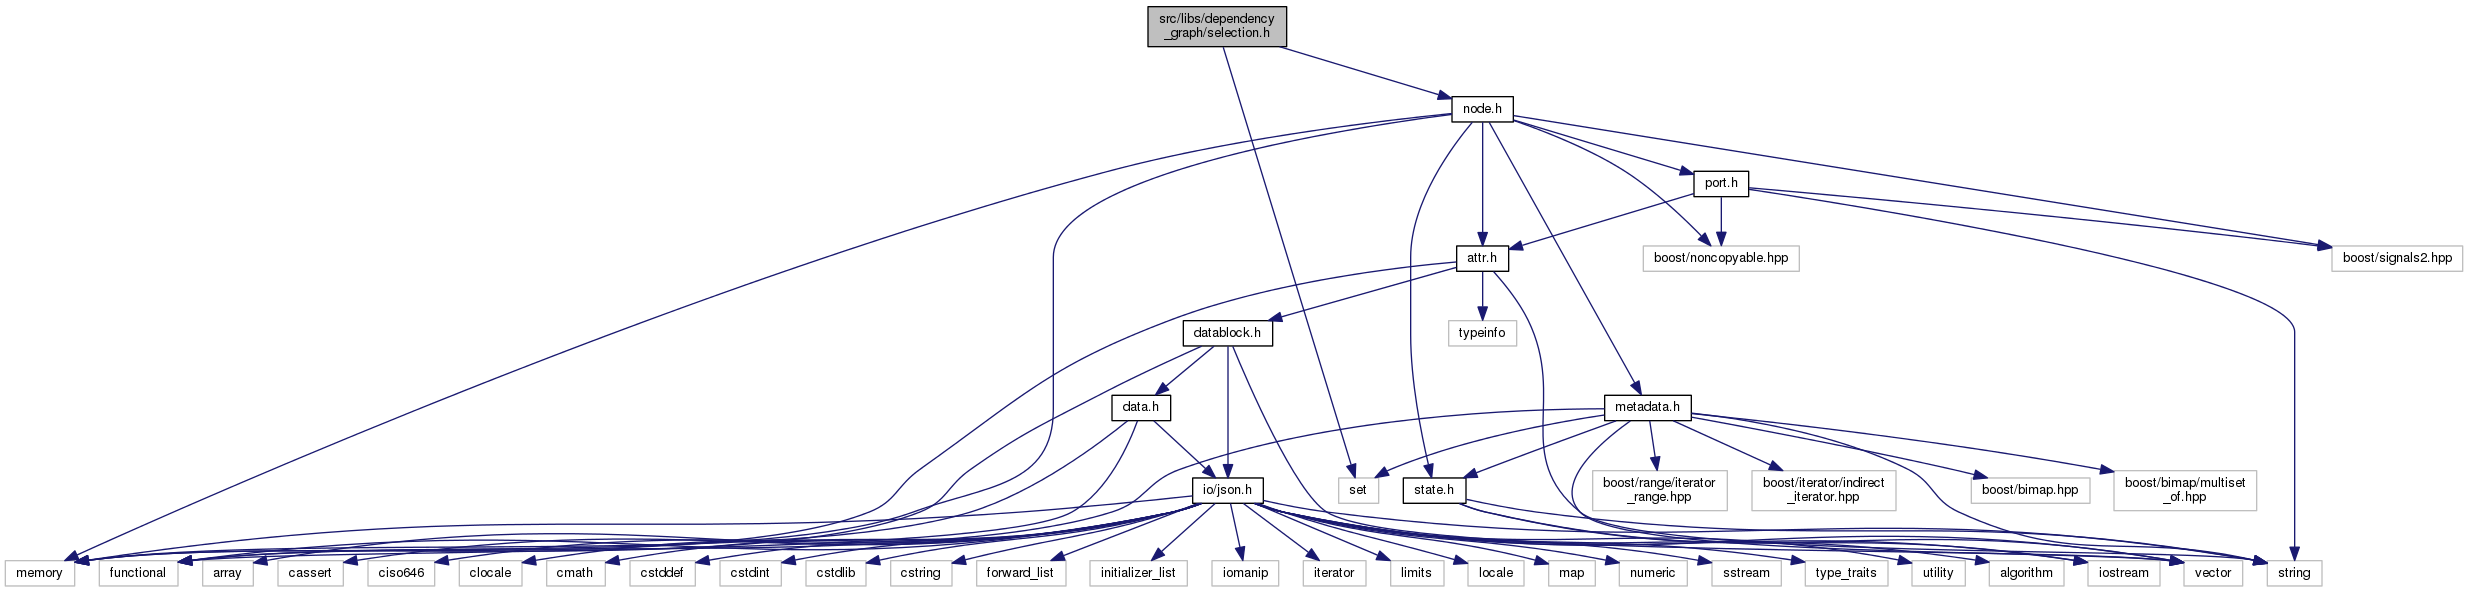 src/libs/dependency
_graph/selection.h
node.h
port.h
attr.h
boost/noncopyable.hpp
boost/signals2.hpp
datablock.h
typeinfo
data.h
metadata.h
io/json.h
set
state.h
boost/range/iterator
_range.hpp
boost/iterator/indirect
_iterator.hpp
boost/bimap.hpp
boost/bimap/multiset
_of.hpp
memory
functional
array
cassert
ciso646
clocale
cmath
cstddef
cstdint
cstdlib
cstring
forward_list
initializer_list
iomanip
iterator
limits
locale
map
numeric
sstream
type_traits
utility
algorithm
iostream
vector
string